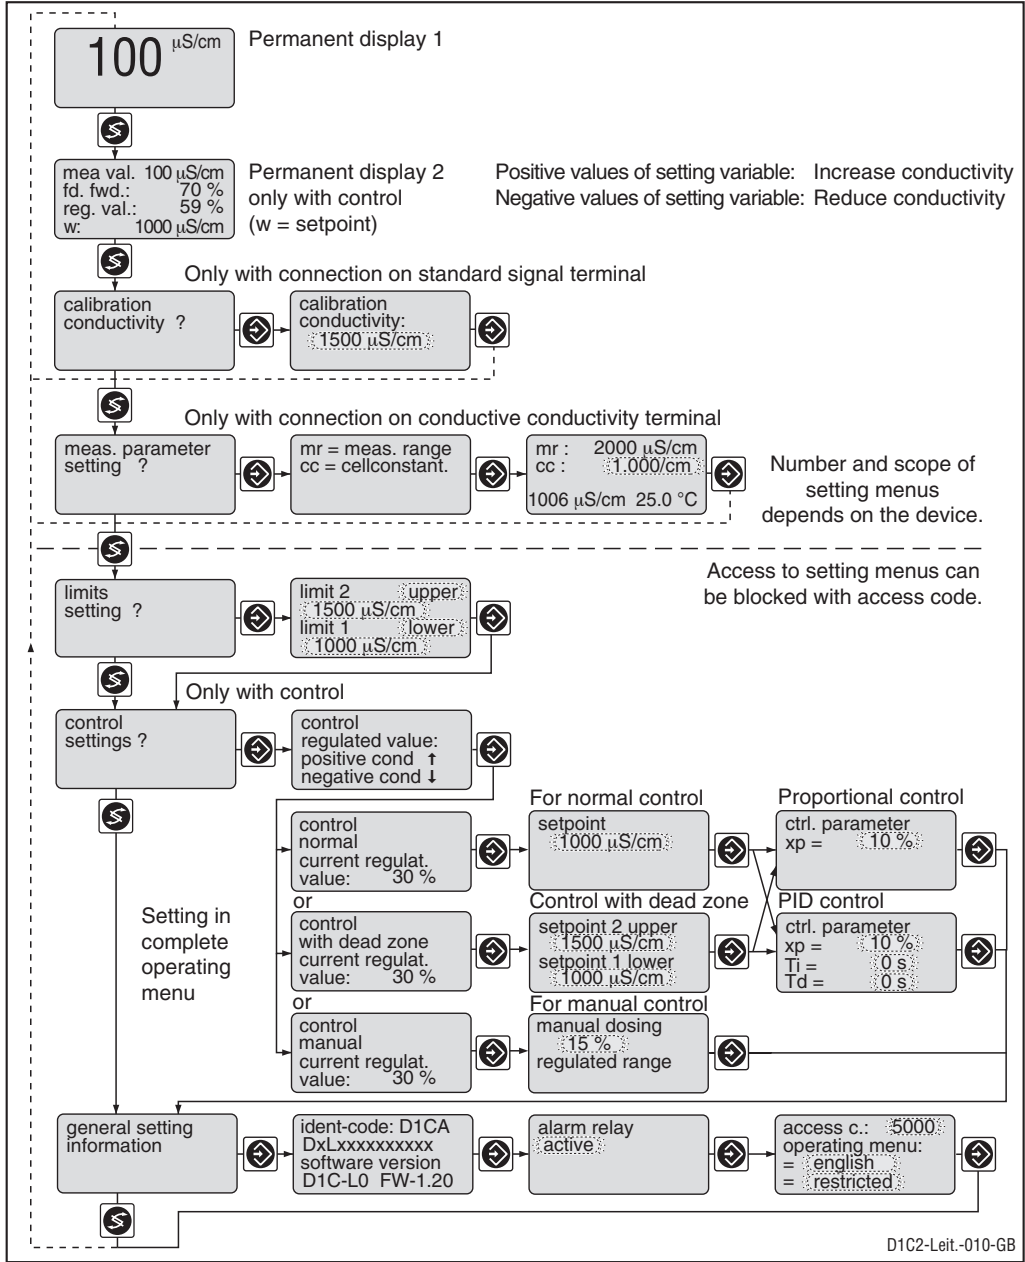 100 µS/cm
Permanent display 1
mea val. 100 µS/cm
fd. fwd.: 70 %
reg. val.: 59 %
w: 1000 µS/cm
Permanent display 2
only with control
(w = setpoint)
Positive values of setting variable: Increase conductivity
Negative values of setting variable: Reduce conductivity
Only with connection on standard signal terminal
calibration
conductivity ?
calibration
conductivity:
1500 µS/cm
Only with connection on conductive conductivity terminal
meas. parameter
setting ?
mr = meas. range
cc = cellconstant.
mr : 2000 µS/cm
cc : 1.000/cm
1006 µS/cm 25.0 °C
Number and scope of
setting menus
depends on the device.
Access to setting menus can
be blocked with access code.
limits
setting ?
limit 2 upper
1500 µS/cm
limit 1 lower
1000 µS/cm
Only with control
control
settings ?
control
regulated value:
positive cond ↑
negative cond ↓
For normal control
Proportional control
control
normal
current regulat.
value: 30 %
setpoint
1000 µS/cm
ctrl. parameter
xp = 10 %
or
Control with dead zone
PID control
Setting in
complete
operating
menu
control
with dead zone
current regulat.
value: 30 %
setpoint 2 upper
1500 µS/cm
setpoint 1 lower
1000 µS/cm
ctrl. parameter
xp = 10 %
Ti = 0 s
Td = 0 s
or
For manual control
control
manual
current regulat.
value: 30 %
manual dosing
15 %
regulated range
general setting
information
ident-code: D1CA
DxLxxxxxxxxxx
software version
D1C-L0 FW-1.20
alarm relay
active
access c.: 5000
operating menu:
= english
= restricted
D1C2-Leit.-010-GB